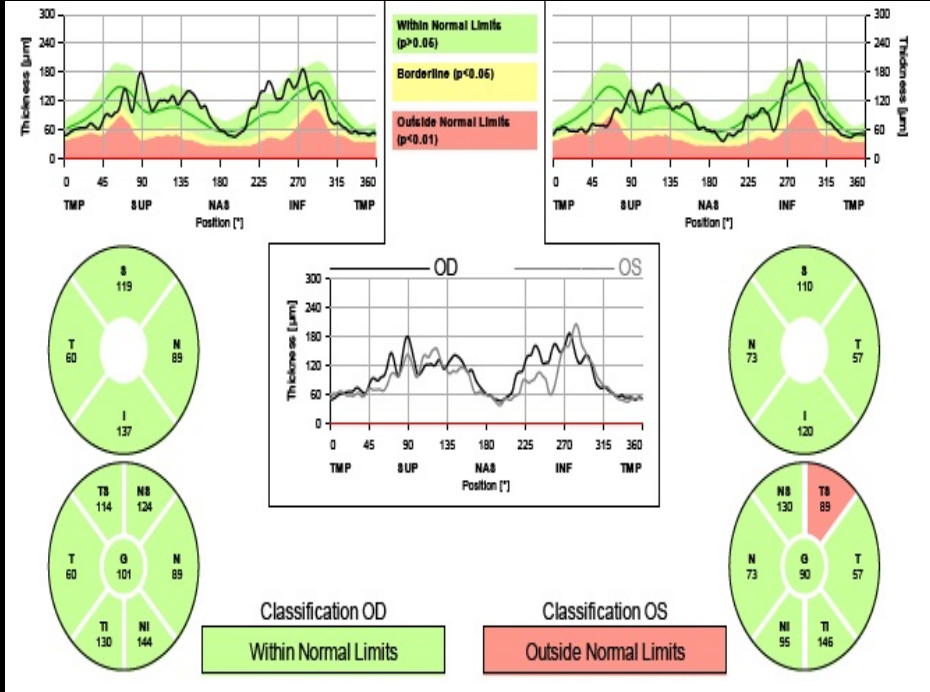 300
240
180
120
60
0
Thickness [µm]
0 45 90 135 180 225 270 315 360
TMP SUP NAS INF TMP
Position [°]
Within Normal Limits
(p>0.05)
Borderline (p<0.05)
Outside Normal Limits
(p<0.01)
300
240
180
120
60
0
Thickness [µm]
0 45 90 135 180 225 270 315 360
TMP SUP NAS INF TMP
Position [°]
OD OS
300
240
180
120
60
0
Thickness [µm]
0 45 90 135 180 225 270 315 360
TMP SUP NAS INF TMP
Position [°]
S
119
T
60
N
89
I
137
S
110
N
73
T
57
I
120
TS
114
NS
124
T
60
G
101
N
89
TI
130
NI
144
NS
130
TS
89
N
73
G
90
T
57
NI
95
TI
146
Classification OD
Within Normal Limits
Classification OS
Outside Normal Limits